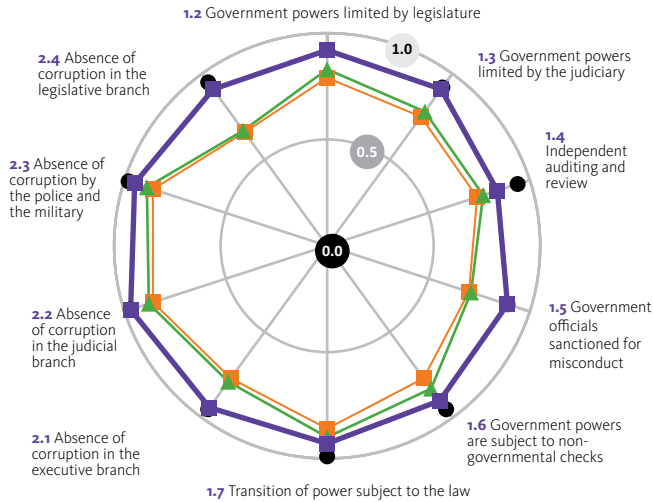 1.2 Government powers limited by legislature
1.0
2.4 Absence of
corruption in the
legislative branch
1.3 Government powers
limited by the judiciary
1.4
Independent
auditing and
review
0.5
2.3 Absence of
corruption by
the police and
the military
0.0
2.2 Absence
of corruption
in the judicial
branch
1.5 Government
officials
sanctioned for
misconduct
2.1 Absence of
corruption in the
executive branch
1.6 Government powers
are subject to non-
governmental checks
1.7 Transition of power subject to the law